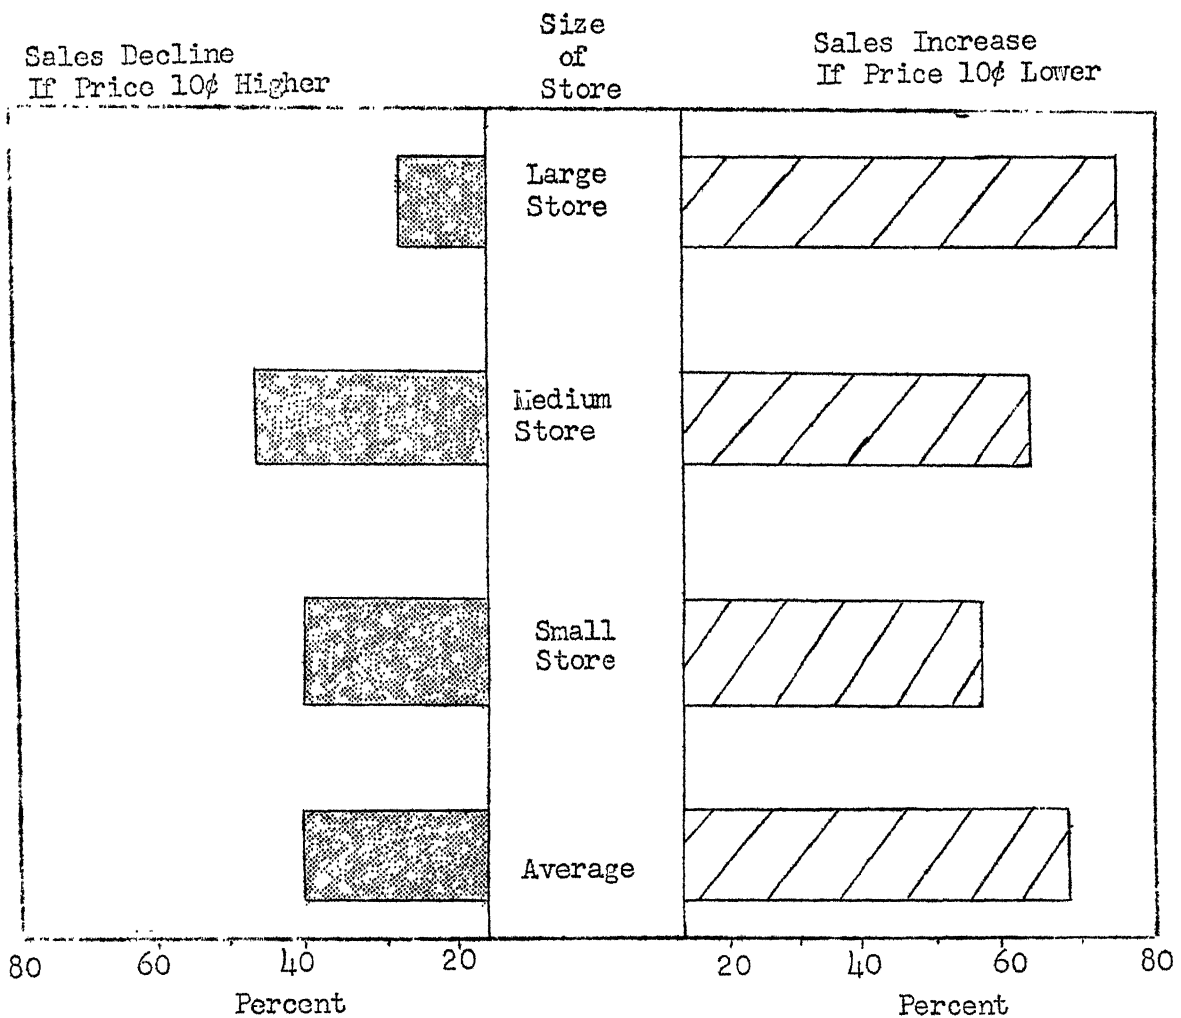 Sales Decline
If Price 10¢ Higher
Size
of
Store
Sales Increase
If Price 10¢ Lower
Large
Store
Medium
Store
Small
Store
Average
80 60 40 20
20 40 60 80
Percent
Percent